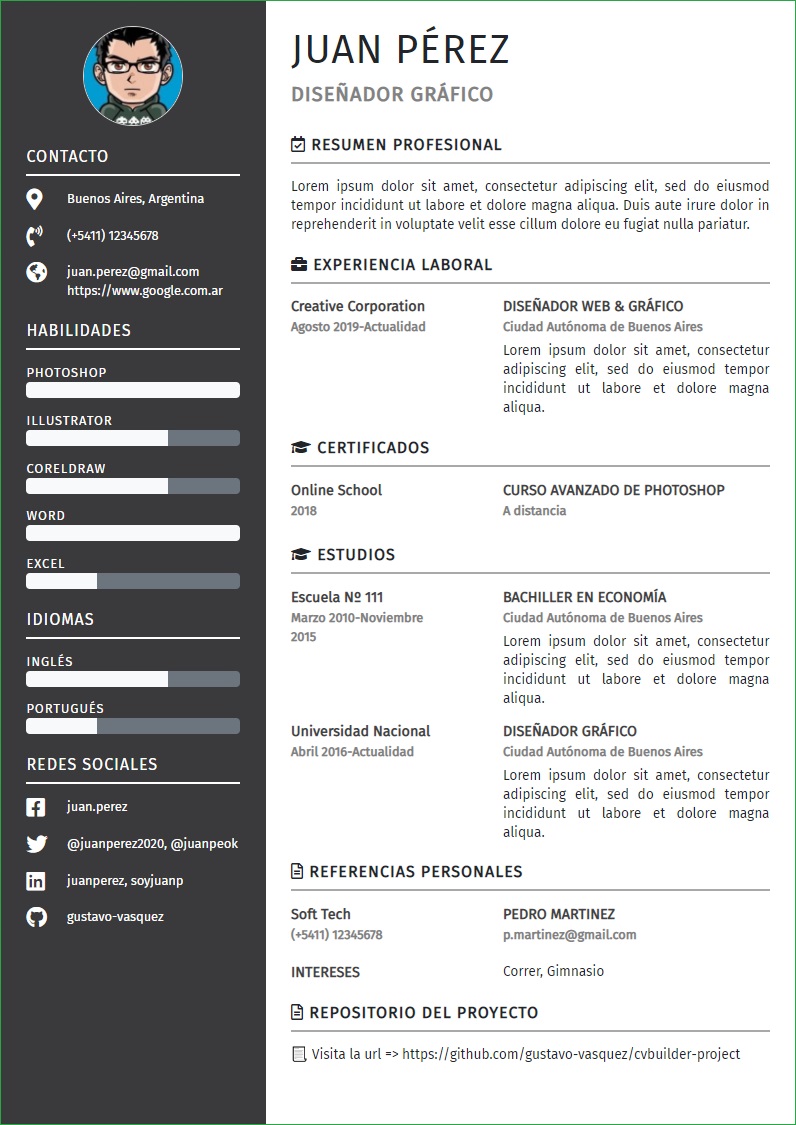 CONTACTO
Buenos Aires, Argentina
(+5411) 12345678
juan.perez@gmail.com
https://www.google.com.ar
HABILIDADES
PHOTOSHOP
ILLUSTRATOR
CORELDRAW
WORD
EXCEL
IDIOMAS
INGLÉS
PORTUGUÉS
REDES SOCIALES
juan.perez
@juanperez2020, @juanpeok
juanperez, soyjuanp
gustavo-vasquez
JUAN PÉREZ
DISEÑADOR GRÁFICO
RESUMEN PROFESIONAL
Lorem ipsum dolor sit amet, consectetur adipiscing elit, sed do eiusmod
tempor incididunt ut labore et dolore magna aliqua. Duis aute irure dolor in
reprehenderit in voluptate velit esse cillum dolore eu fugiat nulla pariatur.
EXPERIENCIA LABORAL
Creative Corporation
Agosto 2019-Actualidad
DISEÑADOR WEB & GRÁFICO
Ciudad Autónoma de Buenos Aires
Lorem ipsum dolor sit amet, consectetur
adipiscing elit, sed do eiusmod tempor
incididunt ut labore et dolore magna
aliqua.
CERTIFICADOS
Online School
2018
CURSO AVANZADO DE PHOTOSHOP
A distancia
ESTUDIOS
Escuela Nº 111
Marzo 2010-Noviembre
2015
BACHILLER EN ECONOMÍA
Ciudad Autónoma de Buenos Aires
Lorem ipsum dolor sit amet, consectetur
adipiscing elit, sed do eiusmod tempor
incididunt ut labore et dolore magna
aliqua.
Universidad Nacional
Abril 2016-Actualidad
DISEÑADOR GRÁFICO
Ciudad Autónoma de Buenos Aires
Lorem ipsum dolor sit amet, consectetur
adipiscing elit, sed do eiusmod tempor
incididunt ut labore et dolore magna
aliqua.
REFERENCIAS PERSONALES
Soft Tech
(+5411) 12345678
PEDRO MARTINEZ
p.martinez@gmail.com
INTERESES
Correr, Gimnasio
REPOSITORIO DEL PROYECTO
Visita la url => https://github.com/gustavo-vasquez/cvbuilder-project